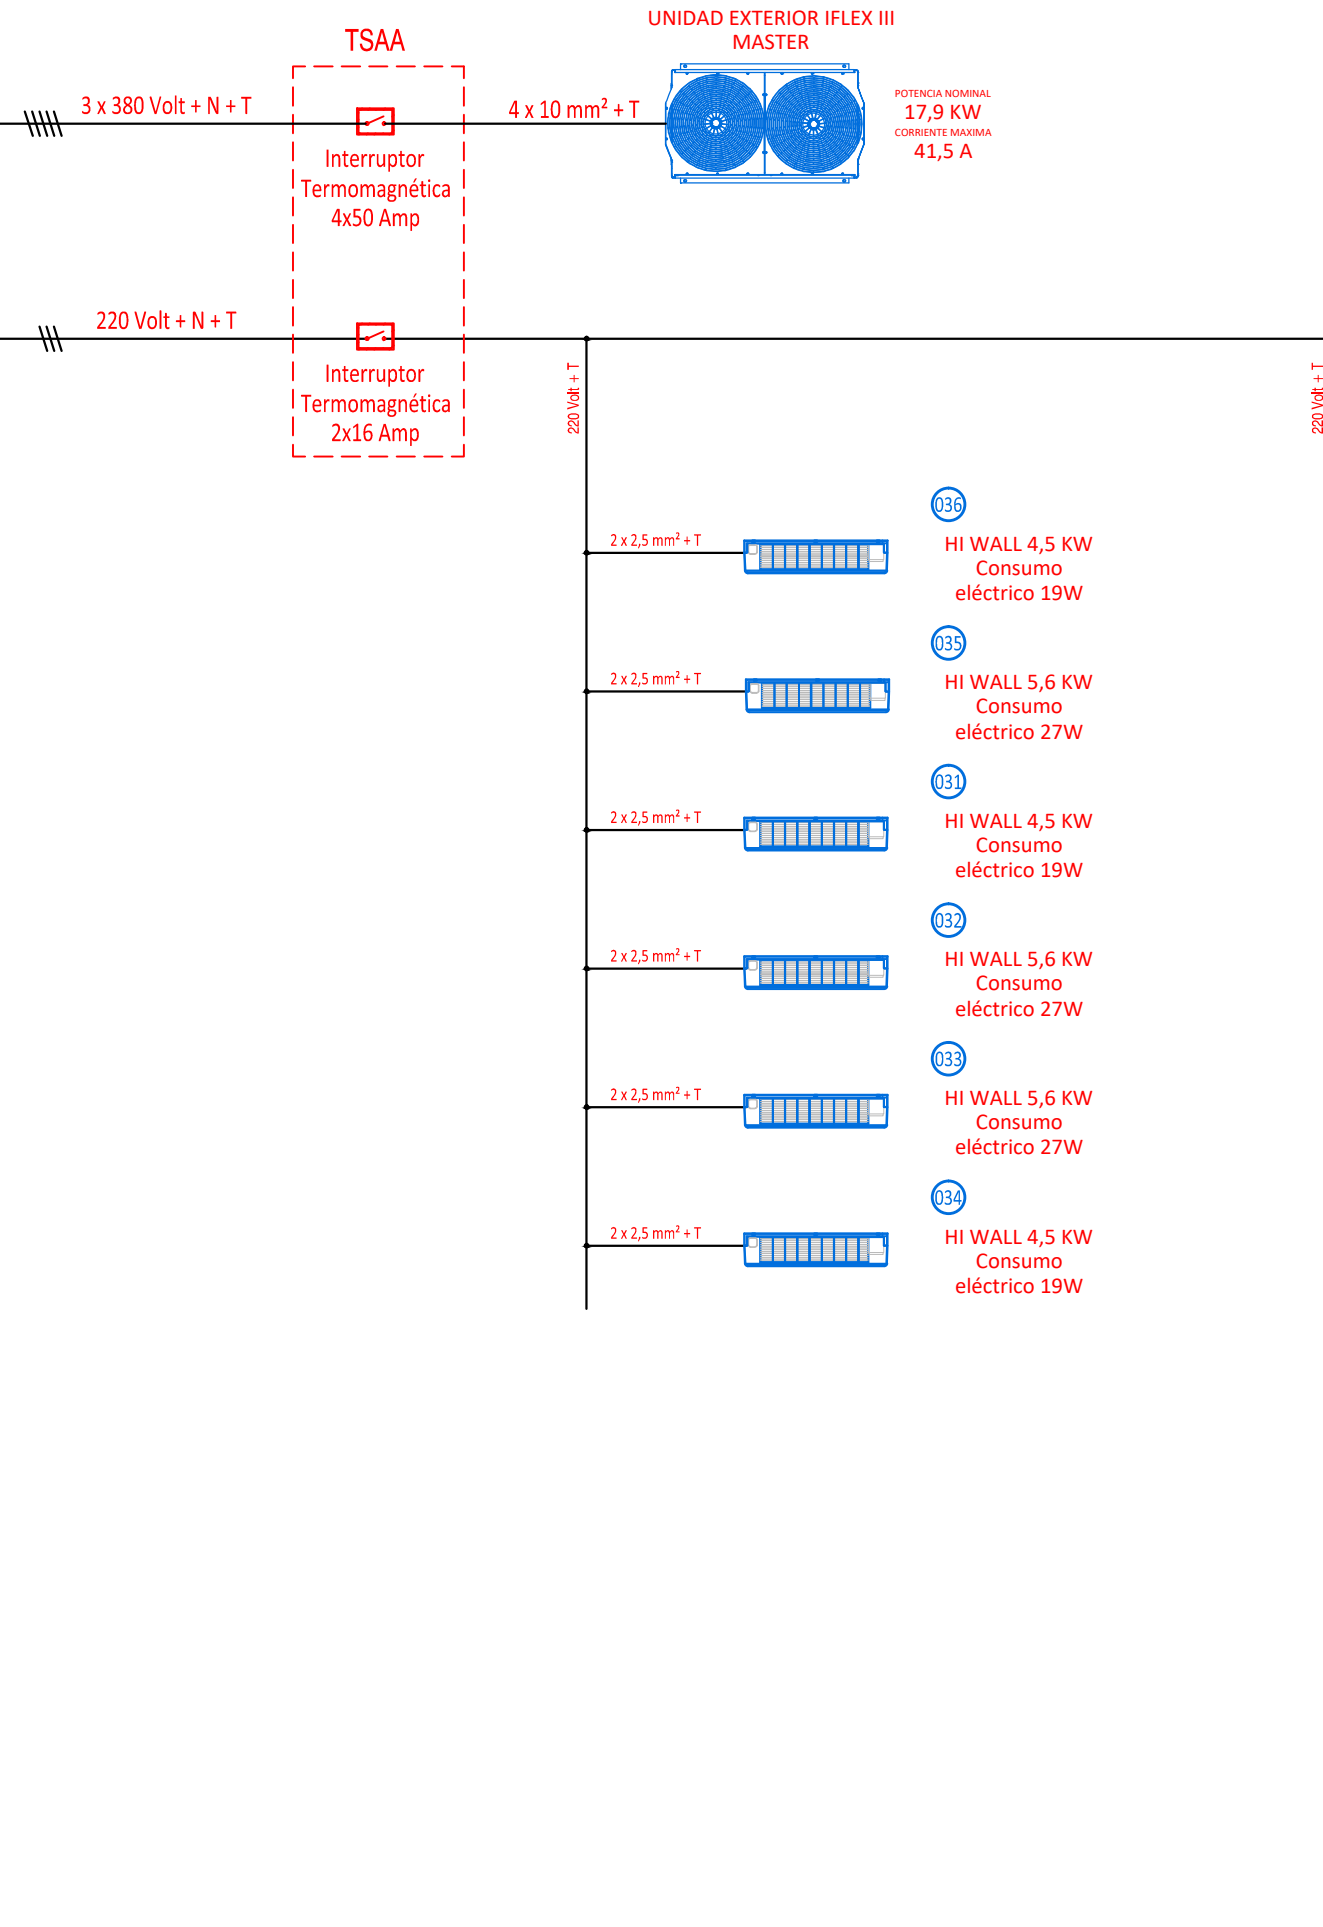 UNIDAD EXTERIOR IFLEX III
MASTER
TSAA
3 x 380 Volt + N + T
4 x 10 mm² + T
POTENCIA NOMINAL
17,9 KW
CORRIENTE MAXIMA
41,5 A
Interruptor
Termomagnética
4x50 Amp
220 Volt + N + T
Interruptor
Termomagnética
2x16 Amp
220 Volt + T
220 Volt + T
036
2 x 2,5 mm² + T
HI WALL 4,5 KW
Consumo
eléctrico 19W
035
2 x 2,5 mm² + T
HI WALL 5,6 KW
Consumo
eléctrico 27W
031
2 x 2,5 mm² + T
HI WALL 4,5 KW
Consumo
eléctrico 19W
032
2 x 2,5 mm² + T
HI WALL 5,6 KW
Consumo
eléctrico 27W
033
2 x 2,5 mm² + T
HI WALL 5,6 KW
Consumo
eléctrico 27W
034
2 x 2,5 mm² + T
HI WALL 4,5 KW
Consumo
eléctrico 19W